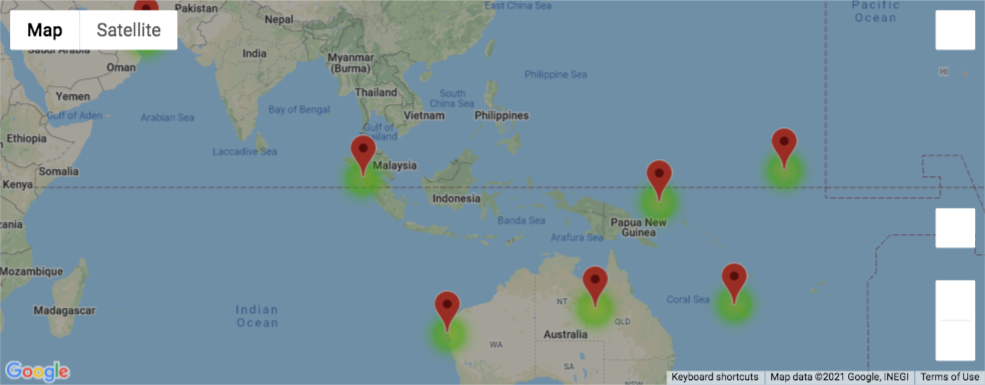 Map
Satellite
Pakistan
Nepal
East China Sea
Pacific
Ocean
Saudi Arabia
Oman
India
Myanmar
(Burma)
HI
Philippine Sea
Thailand
Yemen
South
China Sea
Gulf of Aden
Arabian Sea
Bay of Bengal
Vietnam
Philippines
Ethiopia
Gulf of
Thailand
Laccadive Sea
Somalia
Malaysia
Kenya
Indonesia
Banda Sea
Papua New
Guinea
Arafura Sea
Mozambique
Madagascar
Indian
Ocean
NT
Coral Sea
QLD
Australia
WA
SA
Google
Keyboard shortcuts
Map data ©2021 Google, INEGI
Terms of Use